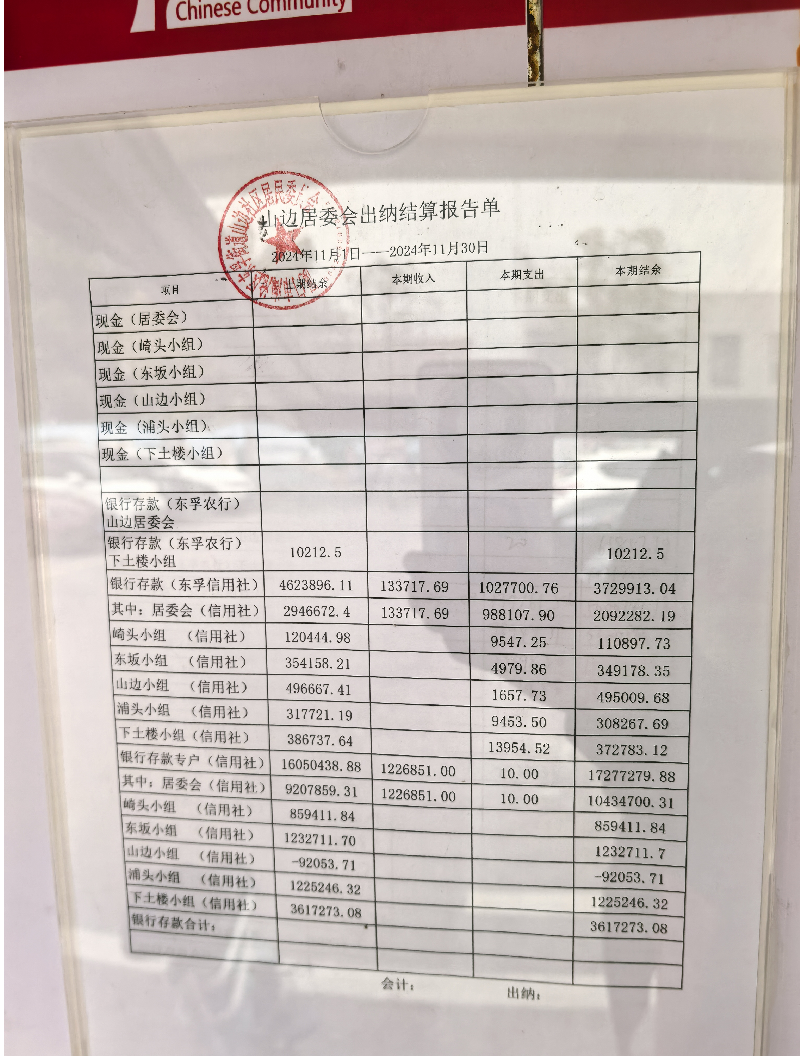 Chinese Community
山边居委会出纳结算报告单
2024年11月1日----2024年11月30日
项目 上期结余 本期收入 本期支出 本期结余
现金（居委会）
现金（崎头小组）
现金（东坂小组）
现金（山边小组）
现金（浦头小组）
现金（下土楼小组）
银行存款（东孚农行）
山边居委会
银行存款（东孚农行）
下土楼小组 10212.5 10212.5
银行存款（东孚信用社） 4623896.11 133717.69 1027700.76 3729913.04
其中：居委会（信用社） 2946672.4 133717.69 988107.90 2092282.19
崎头小组 （信用社） 120444.98 9547.25 110897.73
东坂小组 （信用社） 354158.21 4979.86 349178.35
山边小组 （信用社） 496667.41 1657.73 495009.68
浦头小组 （信用社） 317721.19 9453.50 308267.69
下土楼小组（信用社） 386737.64 13954.52 372783.12
银行存款专户（信用社） 16050438.88 1226851.00 10.00 17277279.88
其中：居委会（信用社） 9207859.31 1226851.00 10.00 10434700.31
崎头小组 （信用社） 859411.84 859411.84
东坂小组 （信用社） 1232711.70 1232711.7
山边小组 （信用社） -92053.71 -92053.71
浦头小组 （信用社） 1225246.32 1225246.32
下土楼小组（信用社） 3617273.08 3617273.08
银行存款合计：
会计： 出纳：